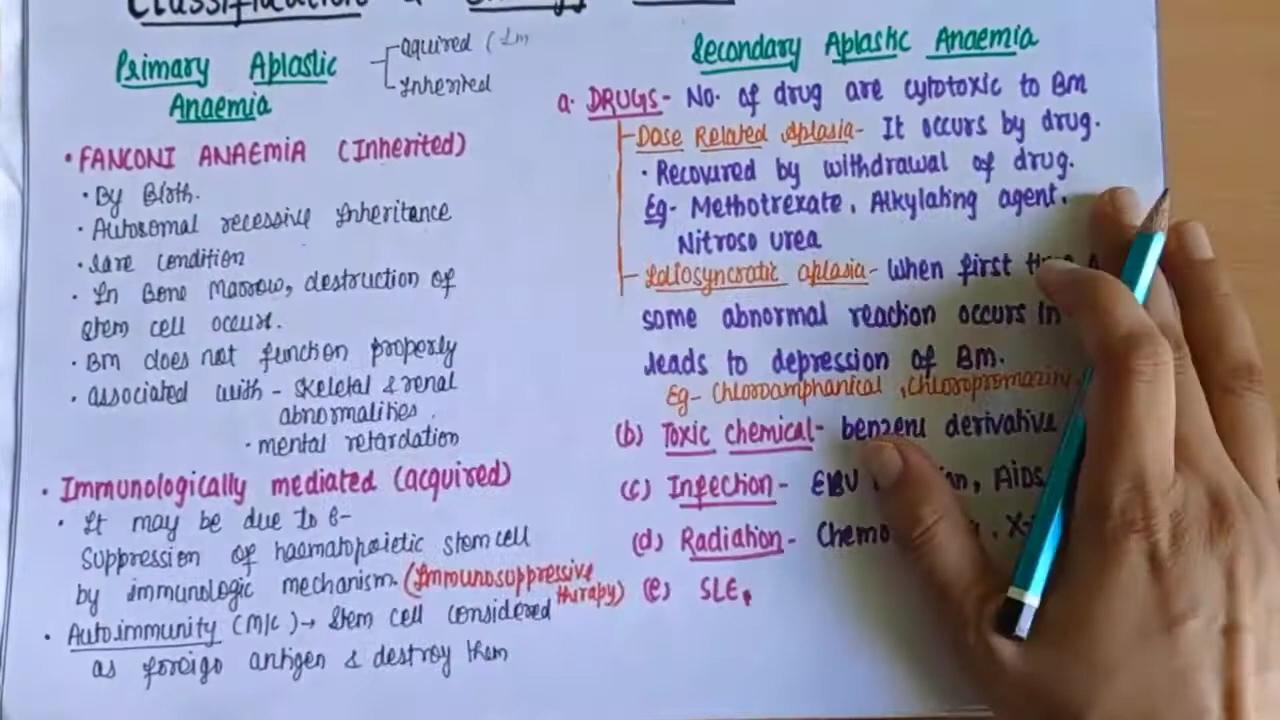 Classification & Etiology
Primary Aplastic Anaemia
aquired (Im
Inherited
• FANCONI ANAEMIA (Inherited)
• By Birth.
• Autosomal recessive Inheritance
• rare condition
• In Bone Marrow, destruction of
stem cell occur.
• BM does not function properly
• associated with - skeletal & renal
abnormalities.
• mental retardation
• Immunologically mediated (acquired)
• It may be due to :-
suppression of haematopoietic stem cell
by immunologic mechanism. (Immunosuppressive therapy)
• Autoimmunity (M/C) → stem cell considered
as foreign antigen & destroy them
Secondary Aplastic Anaemia
a. DRUGS - No. of drug are cytotoxic to BM
Dose Related Aplasia - It occurs by drug.
• Recovered by withdrawal of drug.
Eg - Methotrexate, Alkylating agent.
Nitroso urea
Idiosyncratic aplasia - When first
some abnormal reaction occurs in
leads to depression of BM.
Eg - Chloroamphanical, Chloropromazin
(b) Toxic chemical - benzene derivative
(c) Infection - EBV AIDS
(d) Radiation - Chemo
(e) SLE.